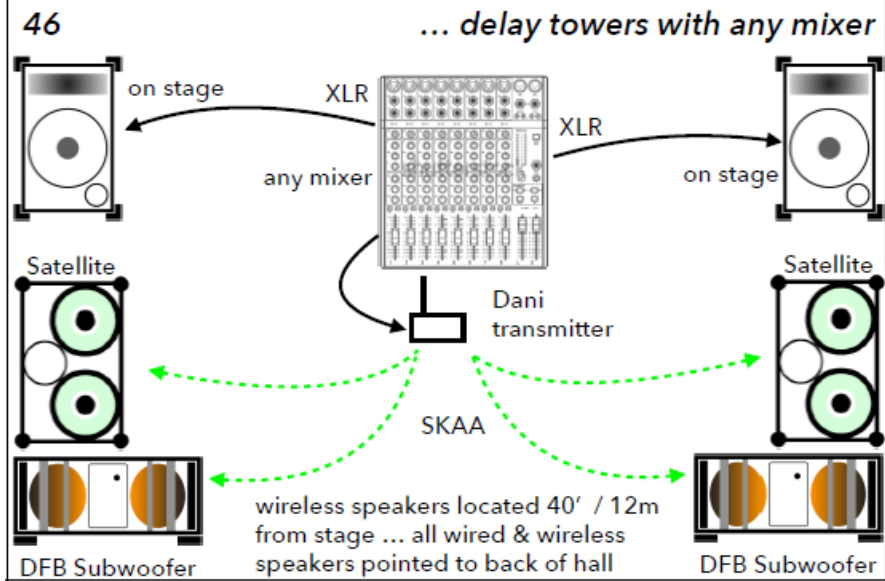 46
... delay towers with any mixer
on stage
XLR
XLR
any mixer
on stage
Satellite
Satellite
Dani
transmitter
SKAA
wireless speakers located 40' / 12m
from stage ... all wired & wireless
speakers pointed to back of hall
DFB Subwoofer
DFB Subwoofer